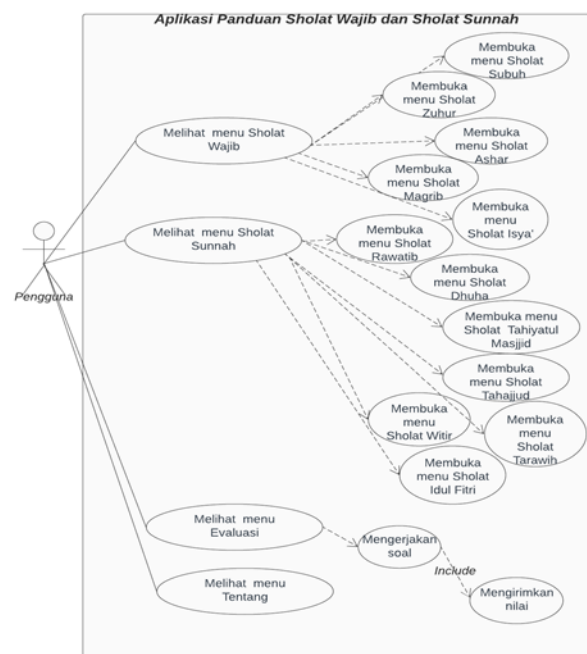 Aplikasi Panduan Sholat Wajib dan Sholat Sunnah
Membuka
menu Sholat
Subuh
Membuka
menu Sholat
Zuhur
Melihat menu Sholat
Wajib
Membuka
menu Sholat
Ashar
Membuka
menu Sholat
Magrib
Membuka
menu
Sholat Isya'
Melihat menu Sholat
Sunnah
Membuka
menu Sholat
Rawatib
Membuka
menu Sholat
Dhuha
Pengguna
Membuka menu
Sholat Tahiyatul
Masjjid
Membuka
menu Sholat
Tahajjud
Membuka
menu
Sholat Witir
Membuka
menu
Sholat
Tarawih
Membuka
menu Sholat
Idul Fitri
Melihat menu
Evaluasi
Mengerjakan
soal
Include
Melihat menu
Tentang
Mengirimkan
nilai